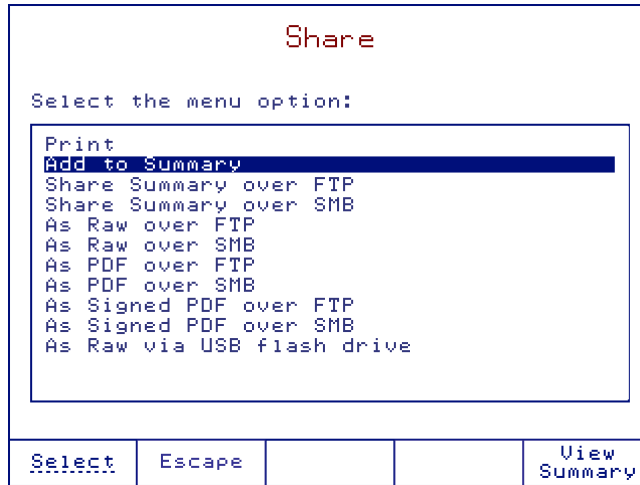 Share
Select the menu option:
Print
Add to Summary
Share Summary over FTP
Share Summary over SMB
As Raw over FTP
As Raw over SMB
As PDF over FTP
As PDF over SMB
As Signed PDF over FTP
As Signed PDF over SMB
As Raw via USB flash drive
Select
Escape
View
Summary